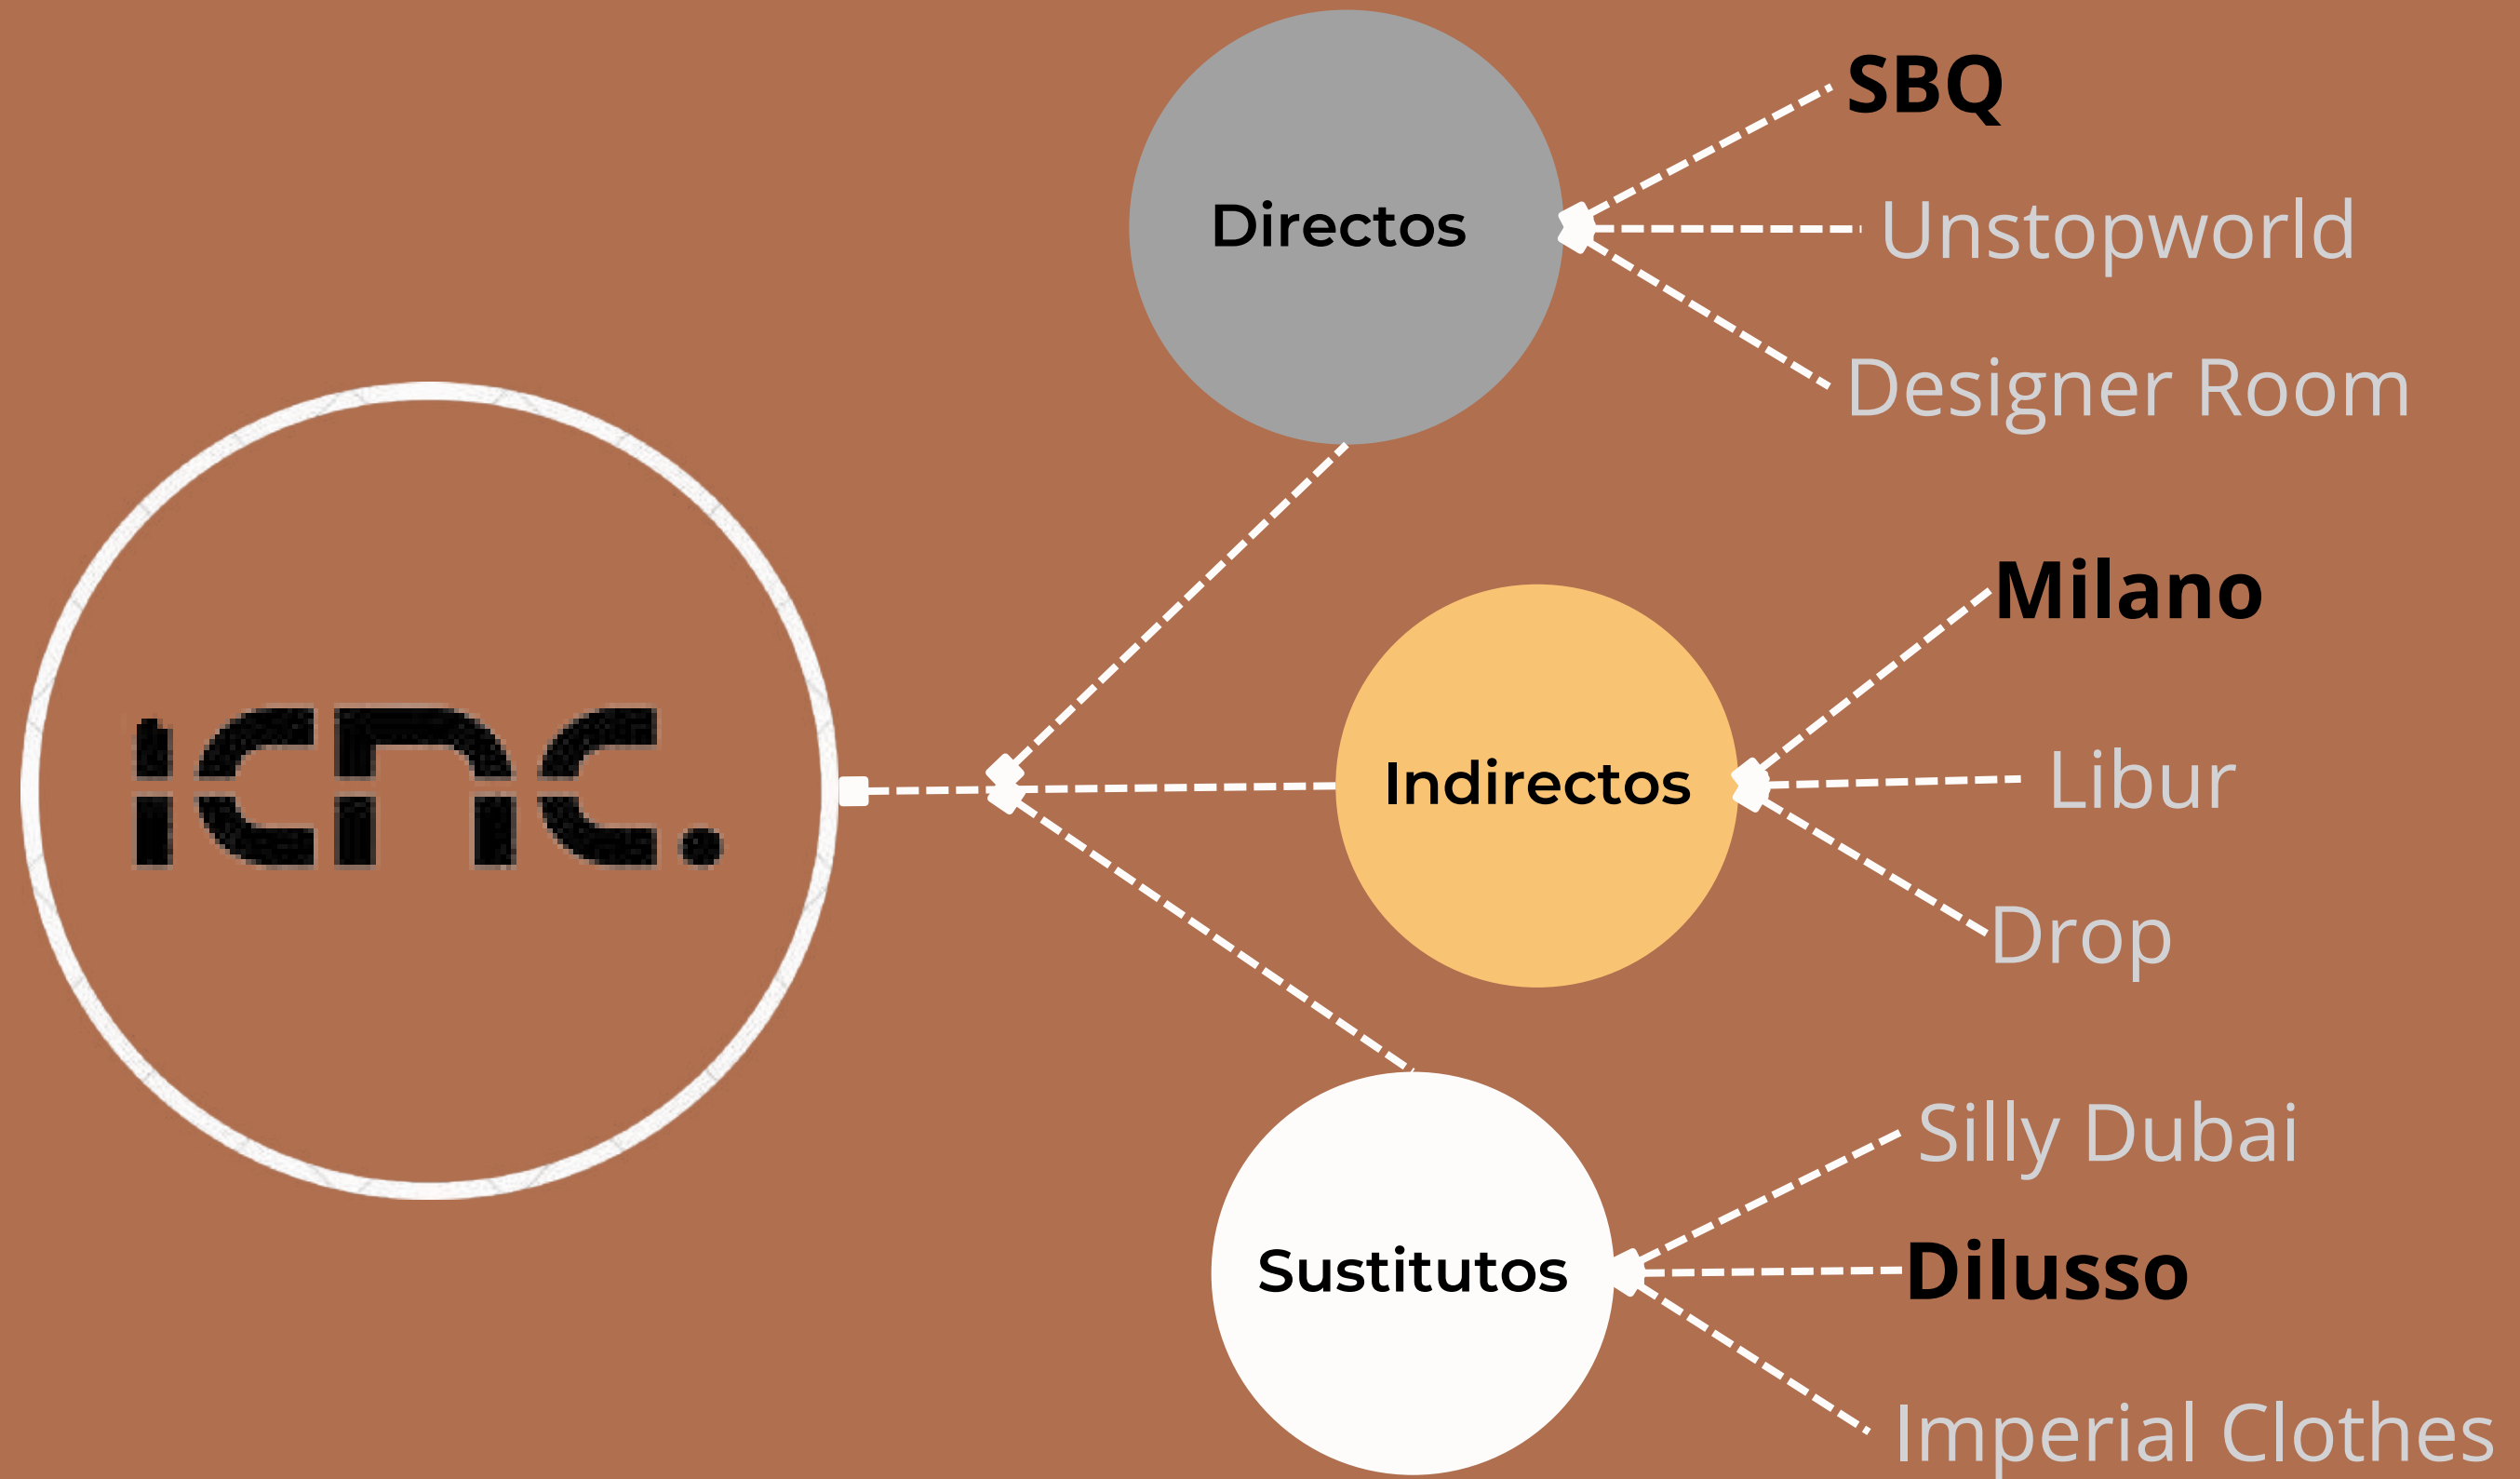 Directos
SBQ
Unstopworld
Designer Room
ICNC.
Indirectos
Milano
Libur
Drop
Sustitutos
Silly Dubai
Dilusso
Imperial Clothes